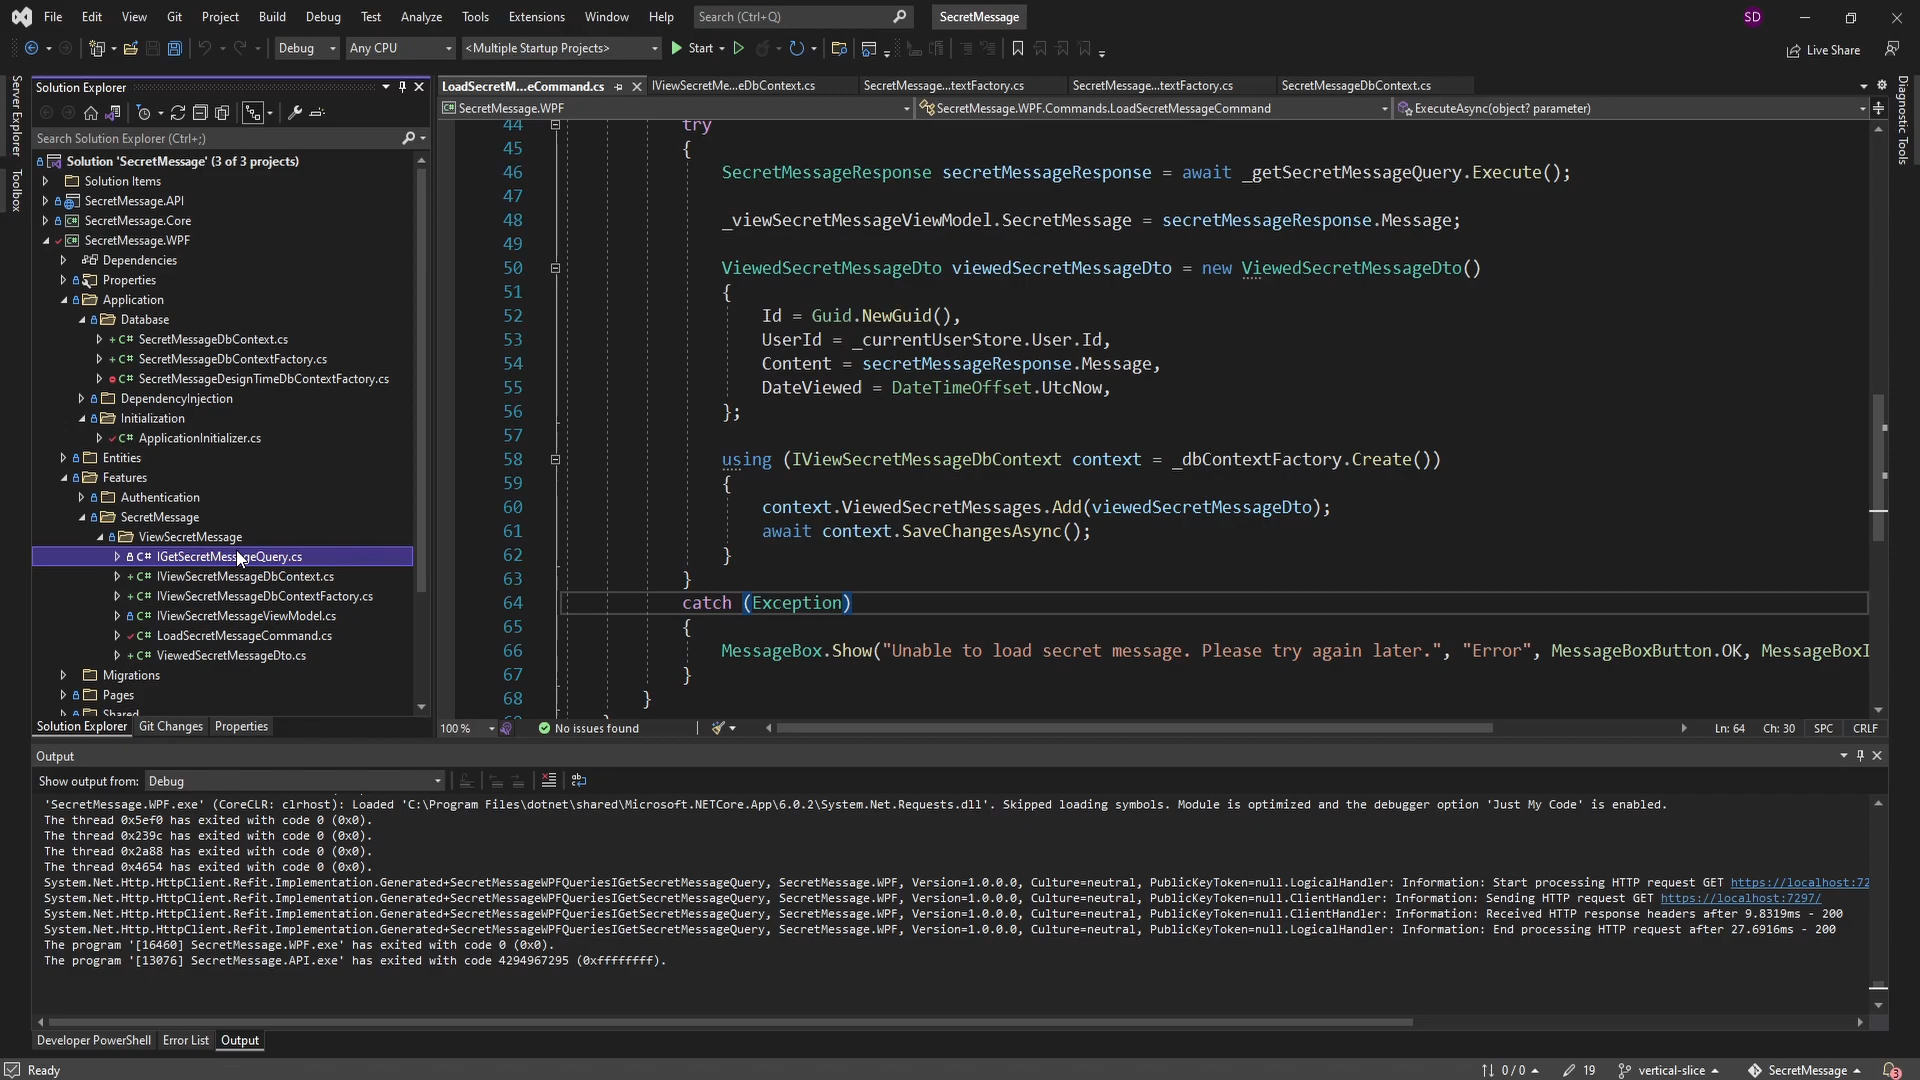 File Edit View Git Project Build Debug Test Analyze Tools Extensions Window Help Search (Ctrl+Q) SecretMessage SD
Debug Any CPU <Multiple Startup Projects> Start Live Share
Server Explorer
Toolbox
Solution Explorer
Search Solution Explorer (Ctrl+;)
Solution 'SecretMessage' (3 of 3 projects)
Solution Items
SecretMessage.API
SecretMessage.Core
SecretMessage.WPF
Dependencies
Properties
Application
Database
SecretMessageDbContext.cs
SecretMessageDbContextFactory.cs
SecretMessageDesignTimeDbContextFactory.cs
DependencyInjection
Initialization
ApplicationInitializer.cs
Entities
Features
Authentication
SecretMessage
ViewSecretMessage
IGetSecretMessageQuery.cs
IViewSecretMessageDbContext.cs
IViewSecretMessageDbContextFactory.cs
IViewSecretMessageViewModel.cs
LoadSecretMessageCommand.cs
ViewedSecretMessageDto.cs
Migrations
Pages
Shared
Solution Explorer Git Changes Properties
LoadSecretM...eCommand.cs IViewSecretMe...eDbContext.cs SecretMessage...textFactory.cs SecretMessage...textFactory.cs SecretMessageDbContext.cs
SecretMessage.WPF SecretMessage.WPF.Commands.LoadSecretMessageCommand ExecuteAsync(object? parameter)
44 try
45 {
46 SecretMessageResponse secretMessageResponse = await _getSecretMessageQuery.Execute();
47
48 _viewSecretMessageViewModel.SecretMessage = secretMessageResponse.Message;
49
50 ViewedSecretMessageDto viewedSecretMessageDto = new ViewedSecretMessageDto()
51 {
52 Id = Guid.NewGuid(),
53 UserId = _currentUserStore.User.Id,
54 Content = secretMessageResponse.Message,
55 DateViewed = DateTimeOffset.UtcNow,
56 };
57
58 using (IViewSecretMessageDbContext context = _dbContextFactory.Create())
59 {
60 context.ViewedSecretMessages.Add(viewedSecretMessageDto);
61 await context.SaveChangesAsync();
62 }
63 }
64 catch (Exception)
65 {
66 MessageBox.Show("Unable to load secret message. Please try again later.", "Error", MessageBoxButton.OK, MessageBoxI
67 }
68 }
100 % No issues found Ln: 64 Ch: 30 SPC CRLF
Diagnostic Tools
Output
Show output from: Debug
'SecretMessage.WPF.exe' (CoreCLR: clrhost): Loaded 'C:\Program Files\dotnet\shared\Microsoft.NETCore.App\6.0.2\System.Net.Requests.dll'. Skipped loading symbols. Module is optimized and the debugger option 'Just My Code' is enabled.
The thread 0x5ef0 has exited with code 0 (0x0).
The thread 0x239c has exited with code 0 (0x0).
The thread 0x2a88 has exited with code 0 (0x0).
The thread 0x4654 has exited with code 0 (0x0).
System.Net.Http.HttpClient.Refit.Implementation.Generated+SecretMessageWPFQueriesIGetSecretMessageQuery, SecretMessage.WPF, Version=1.0.0.0, Culture=neutral, PublicKeyToken=null.LogicalHandler: Information: Start processing HTTP request GET https://localhost:72
System.Net.Http.HttpClient.Refit.Implementation.Generated+SecretMessageWPFQueriesIGetSecretMessageQuery, SecretMessage.WPF, Version=1.0.0.0, Culture=neutral, PublicKeyToken=null.ClientHandler: Information: Sending HTTP request GET https://localhost:7297/
System.Net.Http.HttpClient.Refit.Implementation.Generated+SecretMessageWPFQueriesIGetSecretMessageQuery, SecretMessage.WPF, Version=1.0.0.0, Culture=neutral, PublicKeyToken=null.ClientHandler: Information: Received HTTP response headers after 9.8319ms - 200
System.Net.Http.HttpClient.Refit.Implementation.Generated+SecretMessageWPFQueriesIGetSecretMessageQuery, SecretMessage.WPF, Version=1.0.0.0, Culture=neutral, PublicKeyToken=null.LogicalHandler: Information: End processing HTTP request after 27.6916ms - 200
The program '[16460] SecretMessage.WPF.exe' has exited with code 0 (0x0).
The program '[13076] SecretMessage.API.exe' has exited with code 4294967295 (0xffffffff).
Developer PowerShell Error List Output
Ready 0 / 0 19 vertical-slice SecretMessage 3